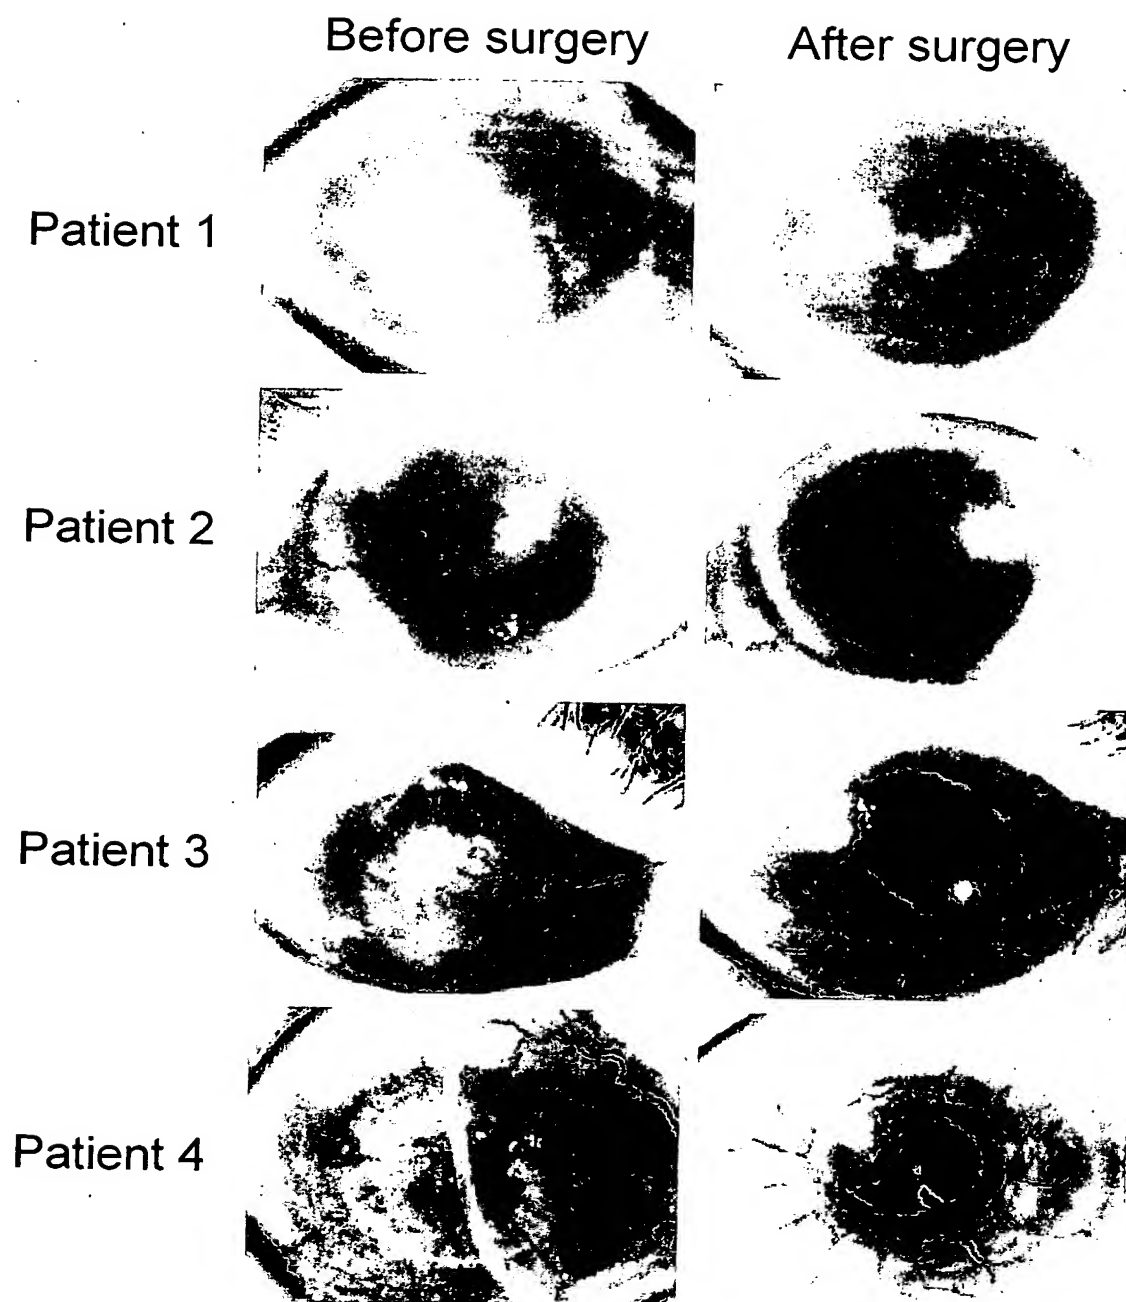 Before surgery
After surgery
Patient 1
Patient 2
Patient 3
Patient 4